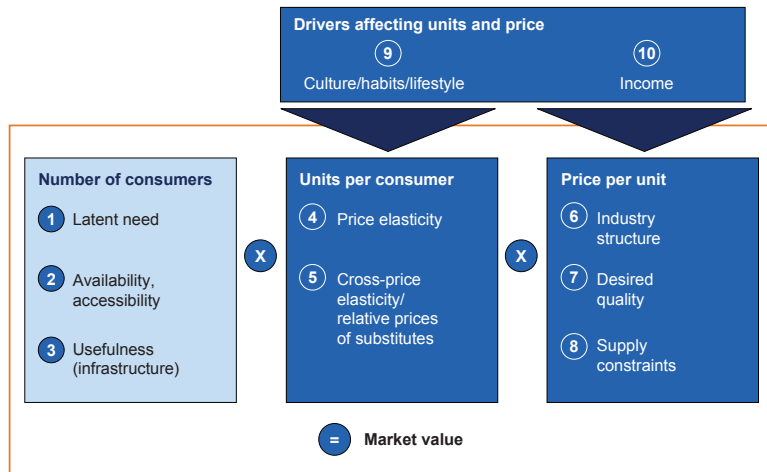 Drivers affecting units and price
9
10
Culture/habits/lifestyle
Income
Number of consumers
1 Latent need
2 Availability,
accessibility
3 Usefulness
(infrastructure)
X
Units per consumer
4 Price elasticity
5 Cross-price
elasticity/
relative prices
of substitutes
X
Price per unit
6 Industry
structure
7 Desired
quality
8 Supply
constraints
= Market value